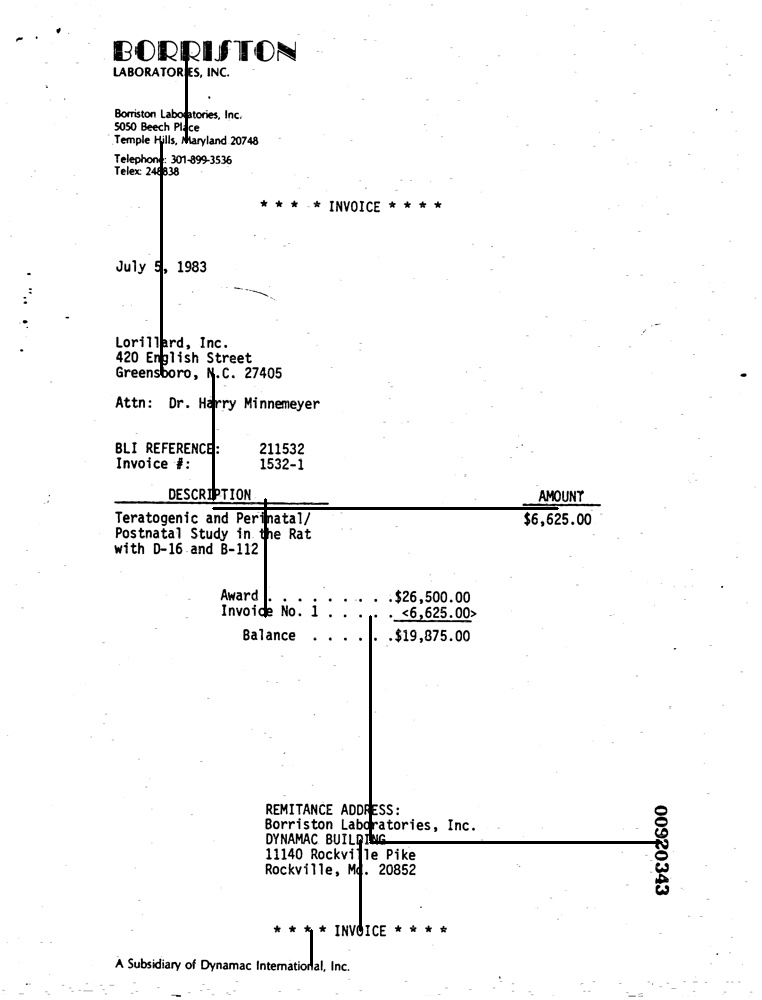 BORRISTON
LABORATORIES, INC.
Borriston Laboratories, Inc.
5050 Beech Place
Temple Hills, Maryland 20748
Telephone: 301-899-3536
Telex: 248838
* * * * INVOICE * * * *
July 5, 1983
Lorillard, Inc.
420 English Street
Greensboro, N.C. 27405
Attn: Dr. Harry Minnemeyer
BLI REFERENCE: 211532
Invoice #: 1532-1
DESCRIPTION AMOUNT
Teratogenic and Perinatal/ $6,625.00
Postnatal Study in the Rat
with D-16 and B-112
Award . . . . . . . . .$26,500.00
Invoice No. 1 . . . . . <6,625.00>
Balance . . . . . .$19,875.00
REMITANCE ADDRESS:
Borriston Laboratories, Inc.
DYNAMAC BUILDING
11140 Rockville Pike
Rockville, Md. 20852
00920343
* * * * INVOICE * * * *
A Subsidiary of Dynamac International, Inc.